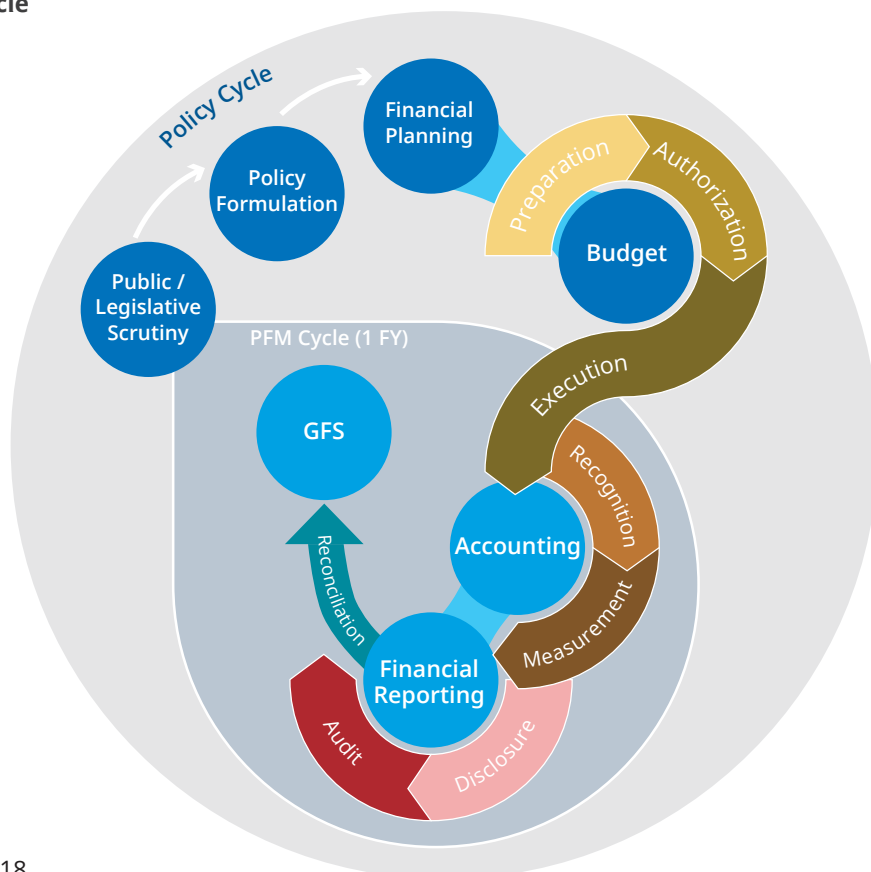 cle
Policy Cycle
Financial
Planning
Policy
Formulation
Public /
Legislative
Scrutiny
Preparation
Authorization
Budget
Execution
PFM Cycle (1 FY)
GFS
Recognition
Accounting
Measurement
Reconciliation
Financial
Reporting
Disclosure
Audit
18